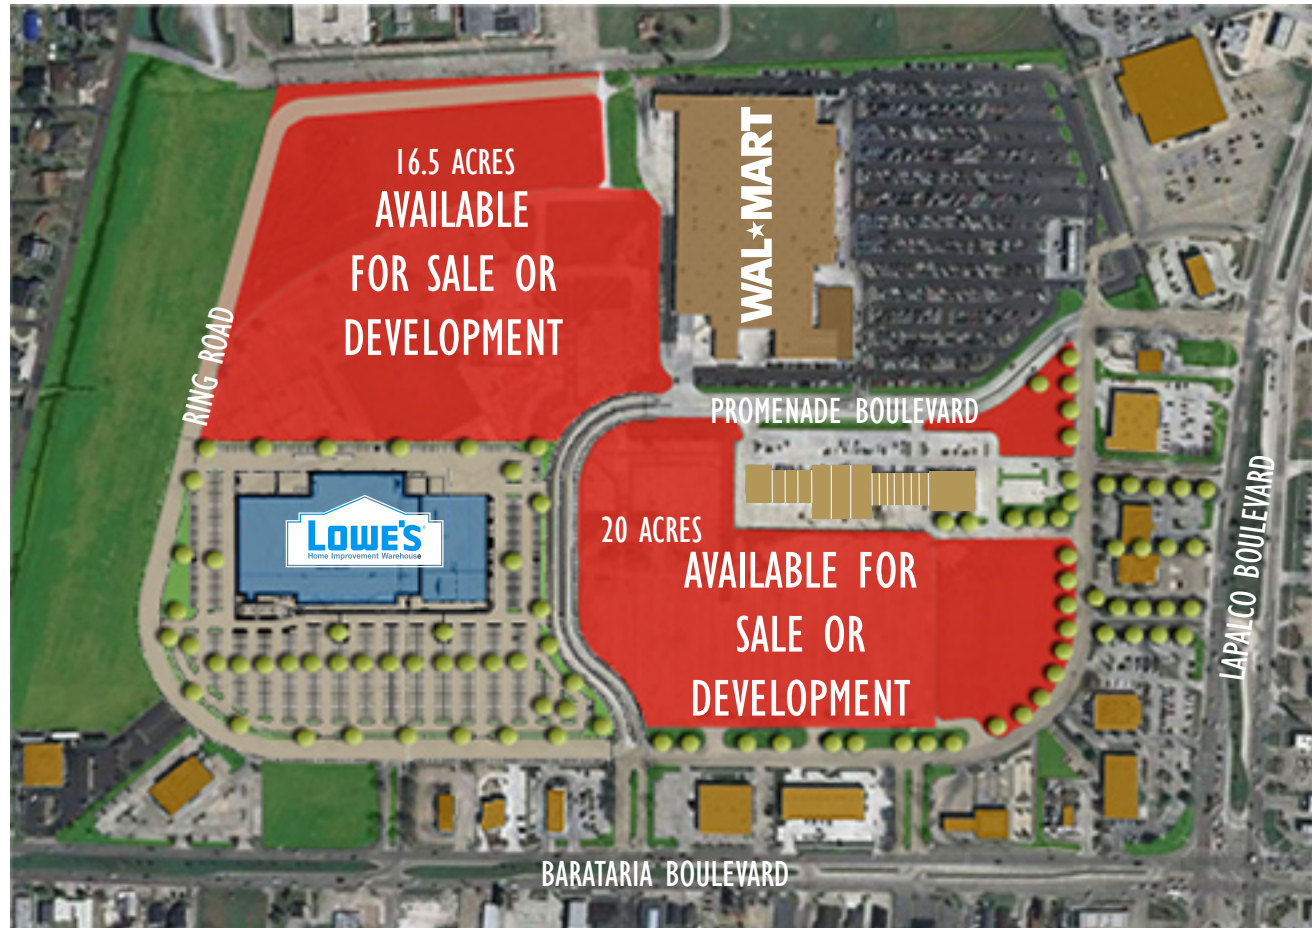 16.5 ACRES
AVAILABLE
FOR SALE OR
DEVELOPMENT
WAL★MART
RING ROAD
PROMENADE BOULEVARD
LOWE'S
Home Improvement Warehouse
20 ACRES
AVAILABLE FOR
SALE OR
DEVELOPMENT
LAPALCO BOULEVARD
BARATARIA BOULEVARD